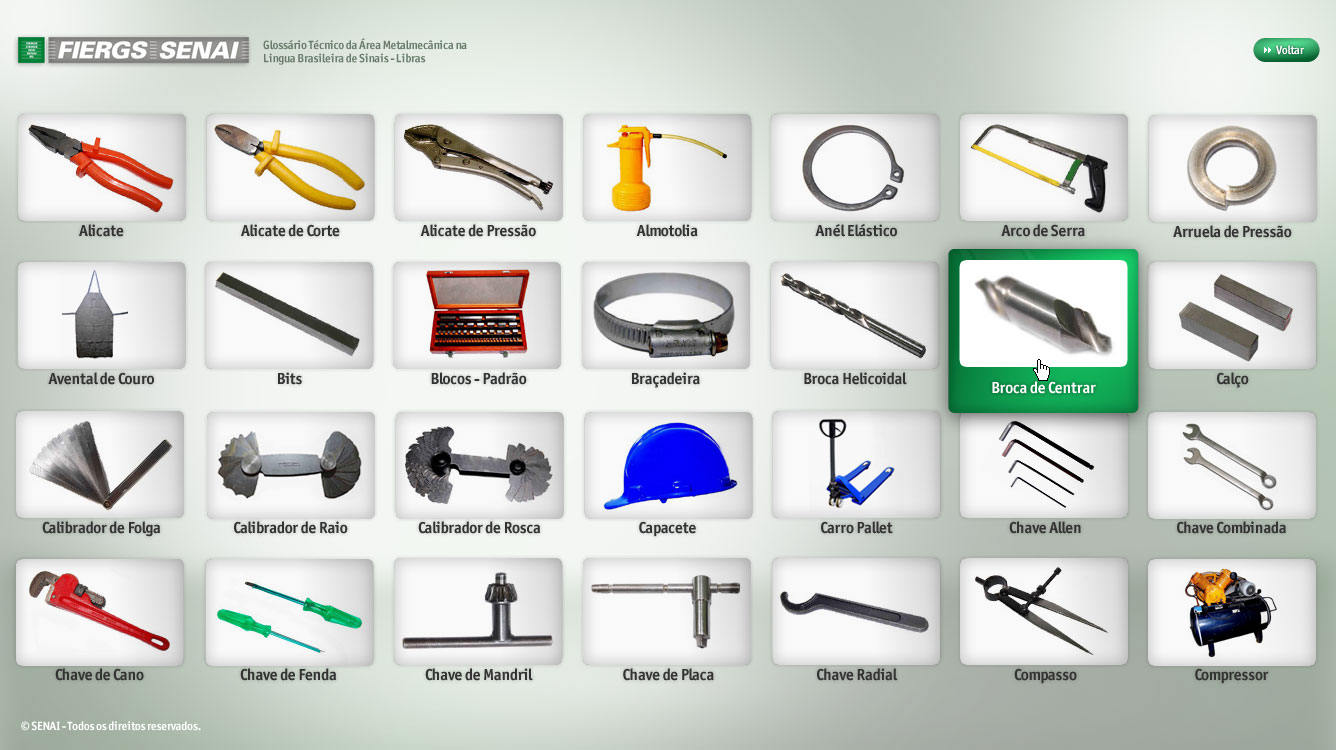 FIERGS SENAI
Glossário Técnico da Área Metalmecânica na
Lingua Brasileira de Sinais - Libras
Voltar
Alicate
Alicate de Corte
Alicate de Pressão
Almotolia
Anél Elástico
Arco de Serra
Arruela de Pressão
Avental de Couro
Bits
Blocos - Padrão
Braçadeira
Broca Helicoidal
Broca de Centrar
Calço
Calibrador de Folga
Calibrador de Raio
Calibrador de Rosca
Capacete
Carro Pallet
Chave Allen
Chave Combinada
Chave de Cano
Chave de Fenda
Chave de Mandril
Chave de Placa
Chave Radial
Compasso
Compressor
© SENAI - Todos os direitos reservados.